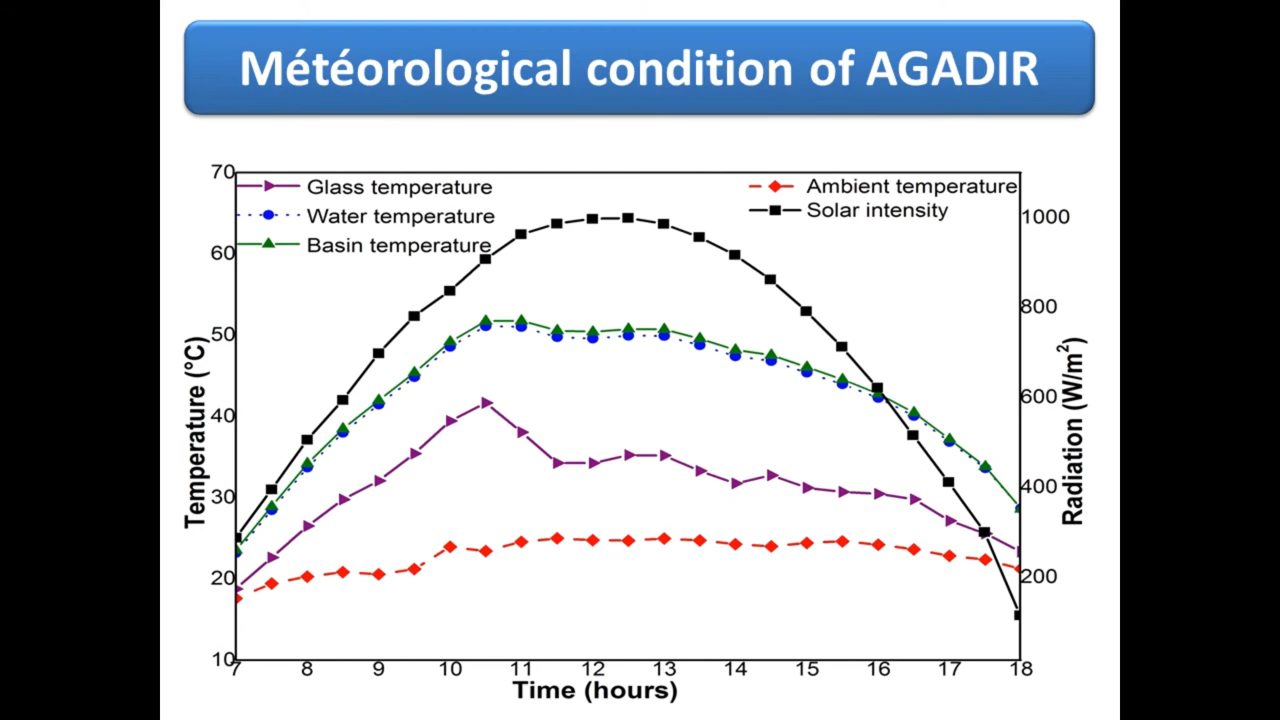 Météorological condition of AGADIR
70
60
50
40
30
20
10
Temperature (°C)
Glass temperature
Water temperature
Basin temperature
Ambient temperature
Solar intensity
1000
800
600
400
200
Radiation (W/m²)
7 8 9 10 11 12 13 14 15 16 17 18
Time (hours)